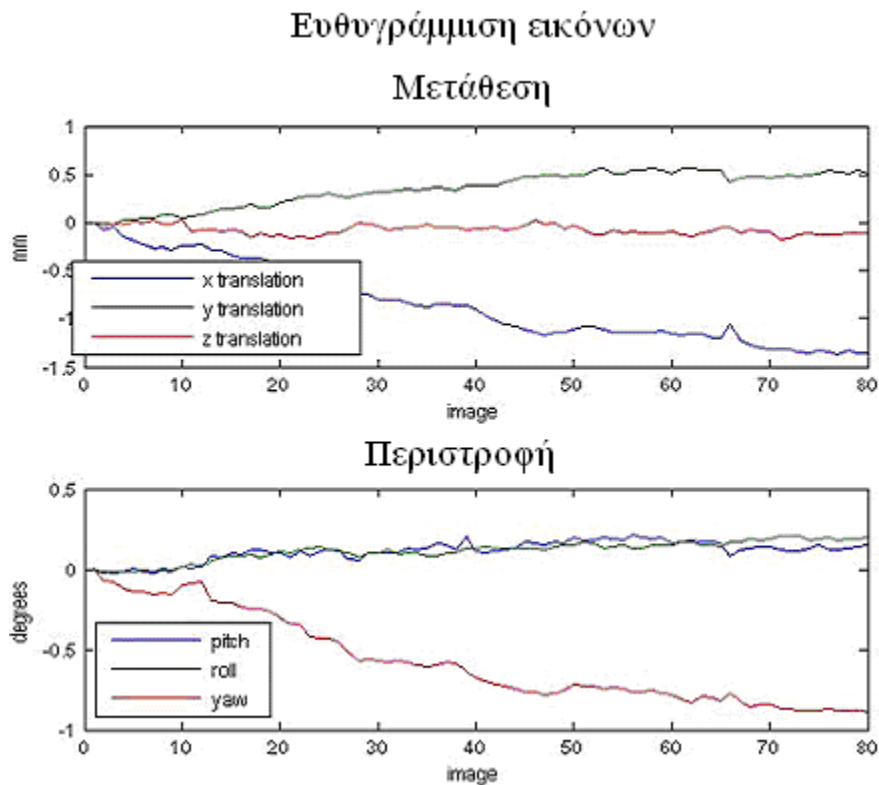 Ευθυγράμμιση εικόνων
Μετάθεση
1
0.5
0
-0.5
-1
-1.5
mm
x translation
y translation
z translation
0 10 20 30 40 50 60 70 80
image
Περιστροφή
0.5
0
-0.5
-1
degrees
pitch
roll
yaw
0 10 20 30 40 50 60 70 80
image